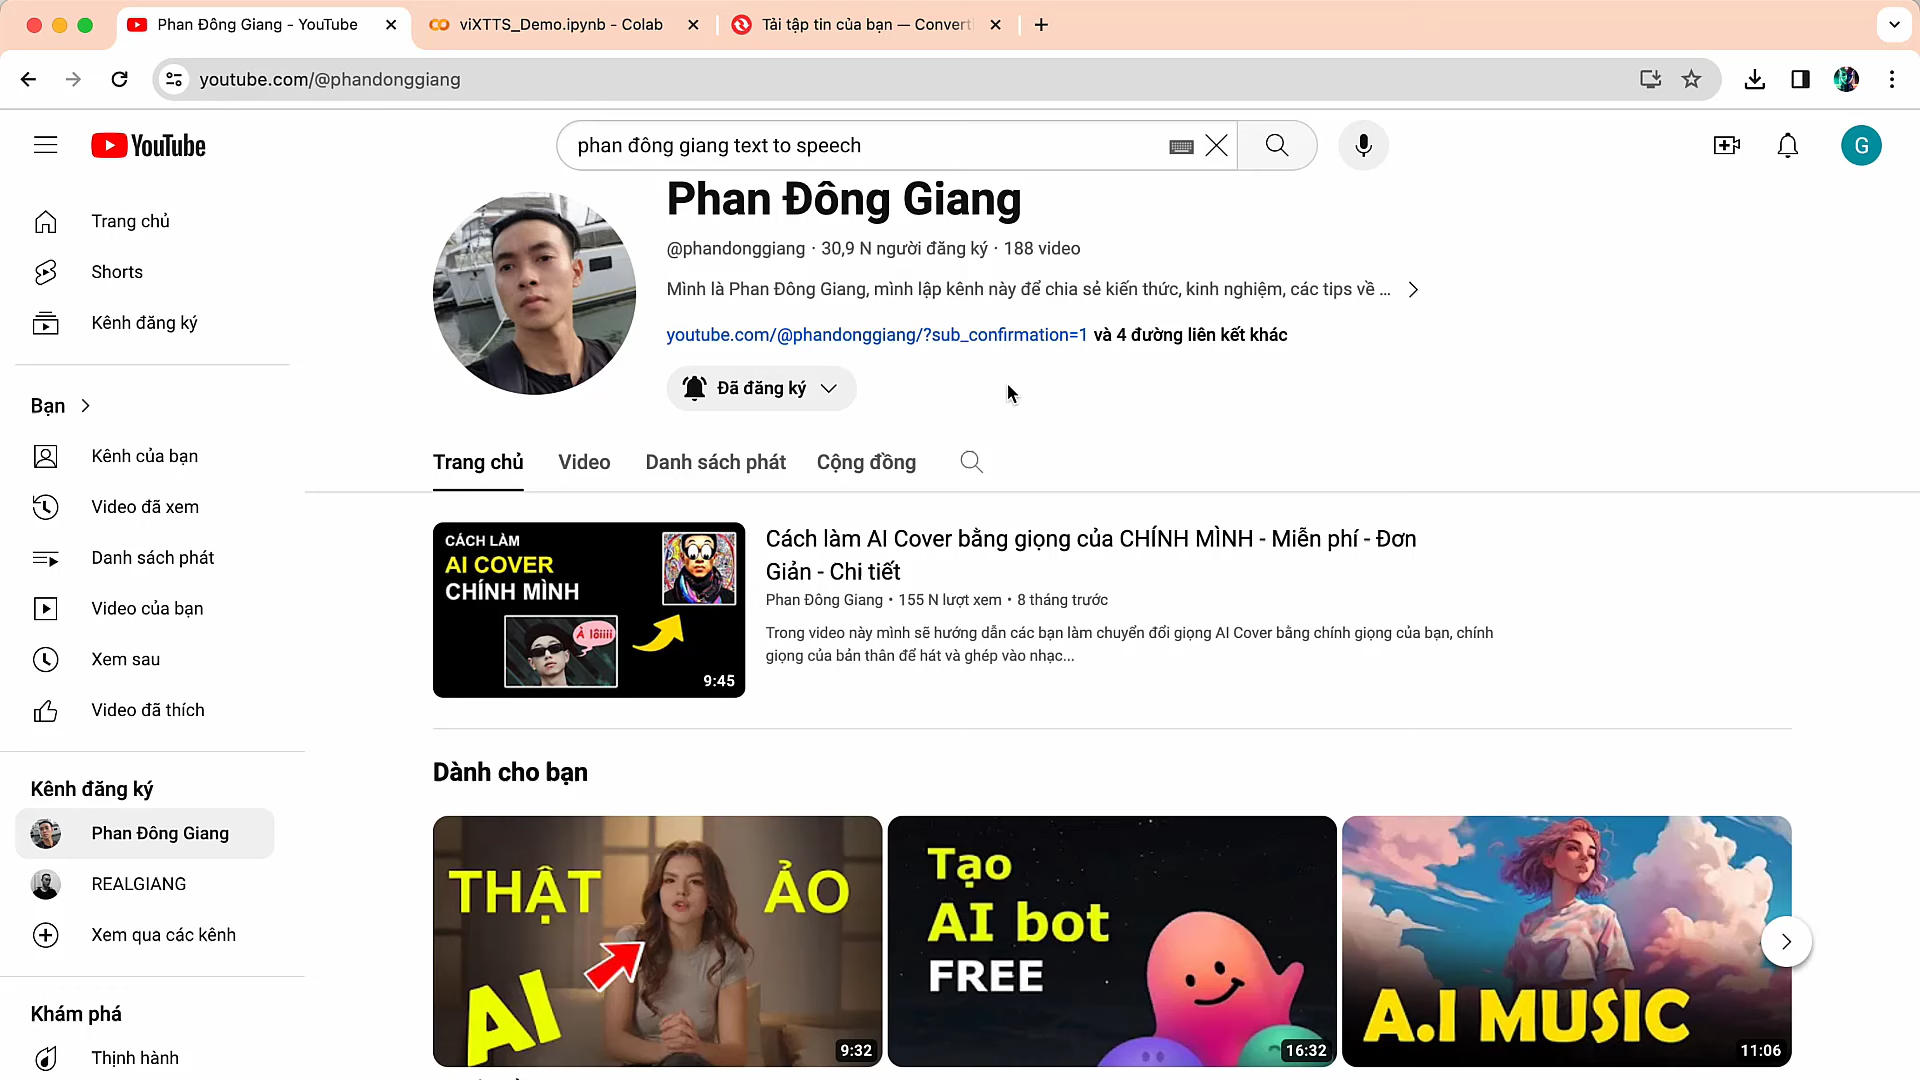 Phan Đông Giang - YouTube
viXTTS_Demo.ipynb - Colab
Tải tập tin của bạn — Convert
youtube.com/@phandonggiang
YouTube
phan đông giang text to speech
G
Trang chủ
Shorts
Kênh đăng ký
Bạn
Kênh của bạn
Video đã xem
Danh sách phát
Video của bạn
Xem sau
Video đã thích
Kênh đăng ký
Phan Đông Giang
REALGIANG
Xem qua các kênh
Khám phá
Thịnh hành
Phan Đông Giang
@phandonggiang · 30,9 N người đăng ký · 188 video
Mình là Phan Đông Giang, mình lập kênh này để chia sẻ kiến thức, kinh nghiệm, các tips về ...
youtube.com/@phandonggiang/?sub_confirmation=1 và 4 đường liên kết khác
Đã đăng ký
Trang chủ Video Danh sách phát Cộng đồng
CÁCH LÀM
AI COVER
CHÍNH MÌNH
À lôiiii
9:45
Cách làm AI Cover bằng giọng của CHÍNH MÌNH - Miễn phí - Đơn
Giản - Chi tiết
Phan Đông Giang • 155 N lượt xem • 8 tháng trước
Trong video này mình sẽ hướng dẫn các bạn làm chuyển đổi giọng AI Cover bằng chính giọng của bạn, chính
giọng của bản thân để hát và ghép vào nhạc...
Dành cho bạn
THẬT ẢO
AI
9:32
Tạo
AI bot
FREE
16:32
A.I MUSIC
11:06